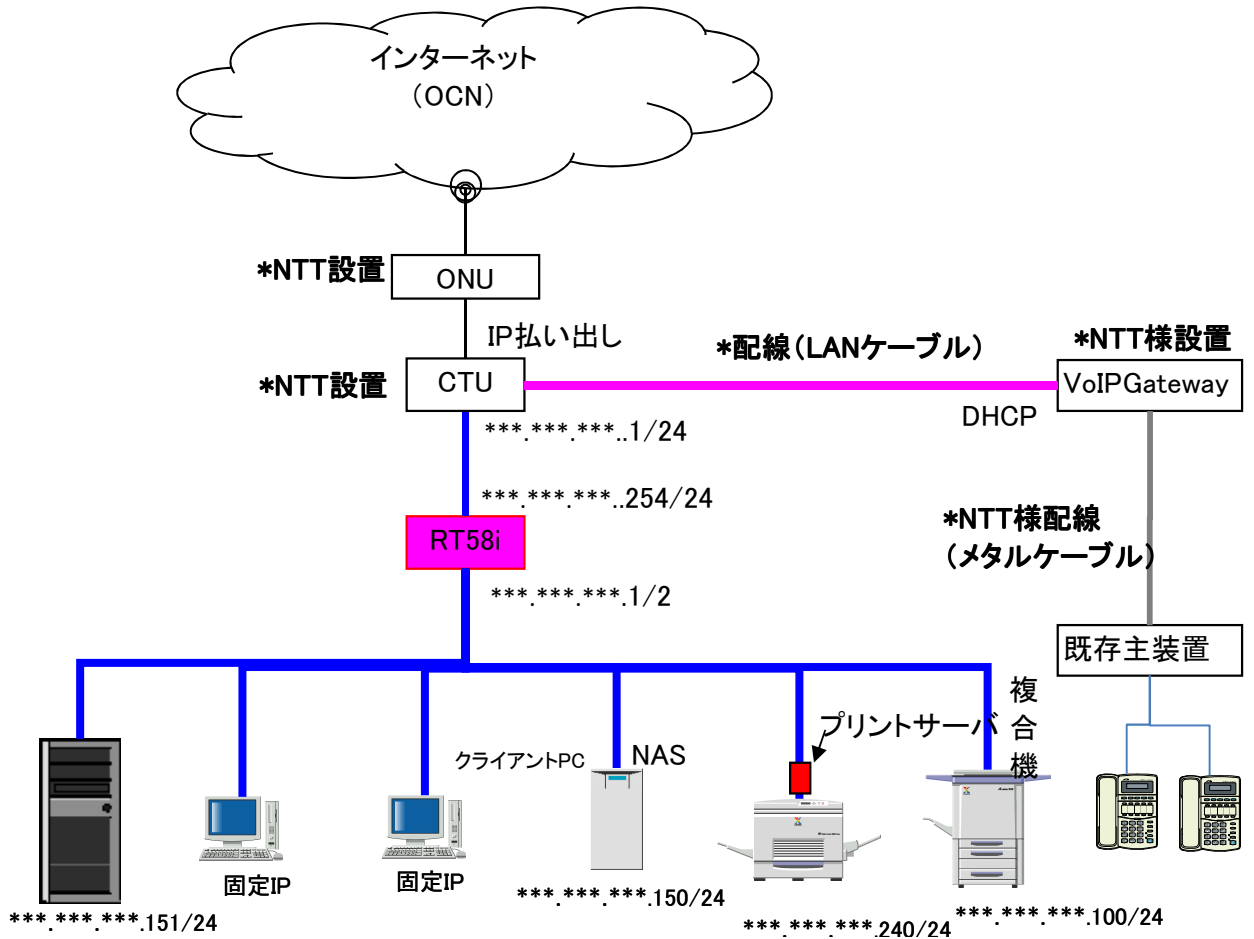 インターネット
(OCN)
*NTT設置
ONU
IP払い出し
*配線(LANケーブル)
*NTT様設置
*NTT設置
CTU
VoIPGateway
DHCP
***.***.***..1/24
***.***.***..254/24
*NTT様配線
(メタルケーブル)
RT58i
***.***.***.1/2
既存主装置
複合機
プリントサーバ
クライアントPC
NAS
固定IP
固定IP
***.***.***.150/24
***.***.***.151/24
***.***.***.240/24
***.***.***.100/24